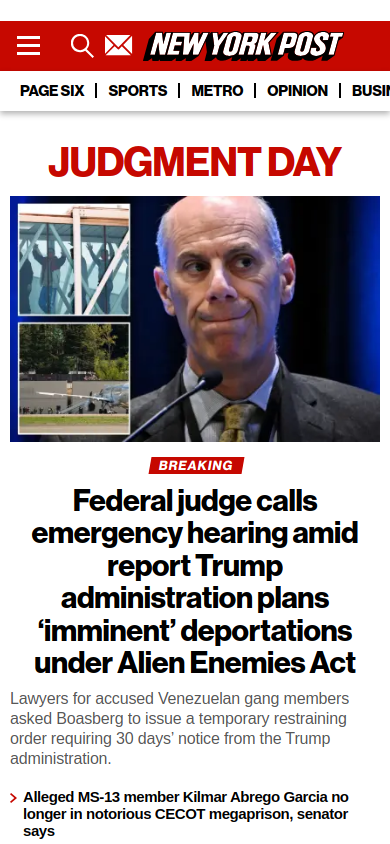 NEW YORK POST
PAGE SIX
SPORTS
METRO
OPINION
JUDGMENT DAY
BREAKING
Federal judge calls
emergency hearing amid
report Trump
administration plans
‘imminent’ deportations
under Alien Enemies Act
Lawyers for accused Venezuelan gang members
asked Boasberg to issue a temporary restraining
order requiring 30 days’ notice from the Trump
administration.
Alleged MS-13 member Kilmar Abrego Garcia no
longer in notorious CECOT megaprison, senator
says